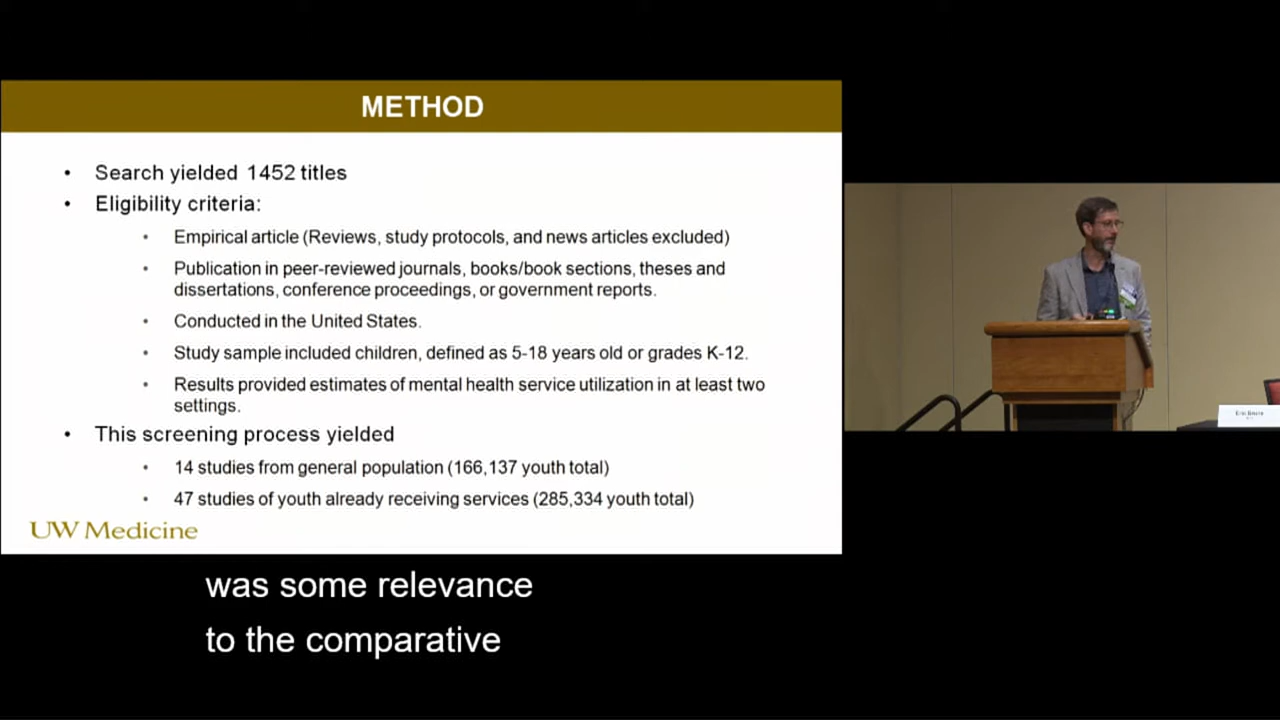 METHOD
• Search yielded 1452 titles
• Eligibility criteria:
• Empirical article (Reviews, study protocols, and news articles excluded)
• Publication in peer-reviewed journals, books/book sections, theses and
dissertations, conference proceedings, or government reports.
• Conducted in the United States.
• Study sample included children, defined as 5-18 years old or grades K-12.
• Results provided estimates of mental health service utilization in at least two
settings.
• This screening process yielded
• 14 studies from general population (166,137 youth total)
• 47 studies of youth already receiving services (285,334 youth total)
UW Medicine
was some relevance
to the comparative